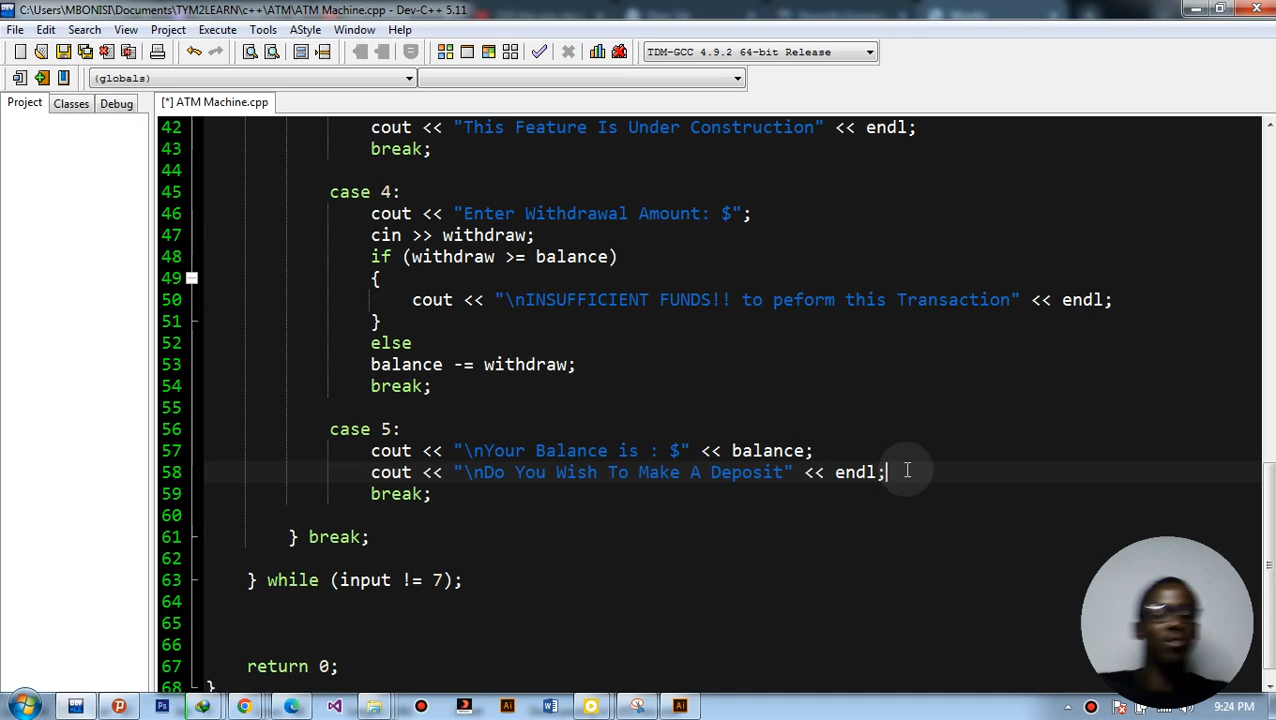 C:\Users\MBONISI\Documents\TYM2LEARN\c++\ATM\ATM Machine.cpp - Dev-C++ 5.11
File Edit Search View Project Execute Tools AStyle Window Help
TDM-GCC 4.9.2 64-bit Release
(globals)
Project Classes Debug [*] ATM Machine.cpp
42 cout << "This Feature Is Under Construction" << endl;
43 break;
44
45 case 4:
46 cout << "Enter Withdrawal Amount: $";
47 cin >> withdraw;
48 if (withdraw >= balance)
49 {
50 cout << "\nINSUFFICIENT FUNDS!! to peform this Transaction" << endl;
51 }
52 else
53 balance -= withdraw;
54 break;
55
56 case 5:
57 cout << "\nYour Balance is : $" << balance;
58 cout << "\nDo You Wish To Make A Deposit" << endl;
59 break;
60
61 } break;
62
63 } while (input != 7);
64
65
66
67 return 0;
68 }
DEV Ps W Ai
9:24 PM